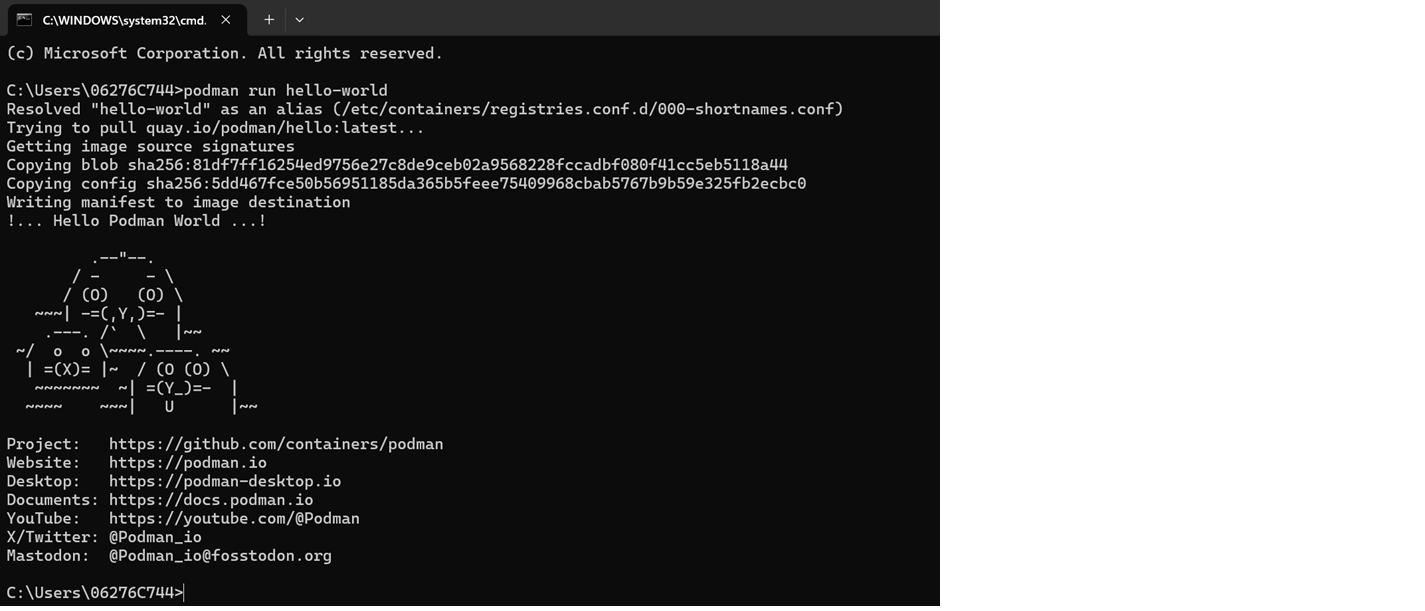 C:\WINDOWS\system32\cmd.
(c) Microsoft Corporation. All rights reserved.
C:\Users\06276C744>podman run hello-world
Resolved "hello-world" as an alias (/etc/containers/registries.conf.d/000-shortnames.conf)
Trying to pull quay.io/podman/hello:latest...
Getting image source signatures
Copying blob sha256:81df7ff16254ed9756e27c8de9ceb02a9568228fccadbf080f41cc5eb5118a44
Copying config sha256:5dd467fce50b56951185da365b5feee75409968cbab5767b9b59e325fb2ecbc0
Writing manifest to image destination
!... Hello Podman World ...!
         .--"--.
       / -     - \
      / (O)   (O) \
   ~~~| -=(,Y,)=- |
    .---. /`  \   |~~
 ~/  o  o \~~~~.----. ~~
  | =(X)= |~  / (O (O) \
   ~~~~~~~  ~| =(Y_)=-  |
  ~~~~    ~~~|   U      |~~
Project:   https://github.com/containers/podman
Website:   https://podman.io
Desktop:   https://podman-desktop.io
Documents: https://docs.podman.io
YouTube:   https://youtube.com/@Podman
X/Twitter: @Podman_io
Mastodon:  @Podman_io@fosstodon.org
C:\Users\06276C744>